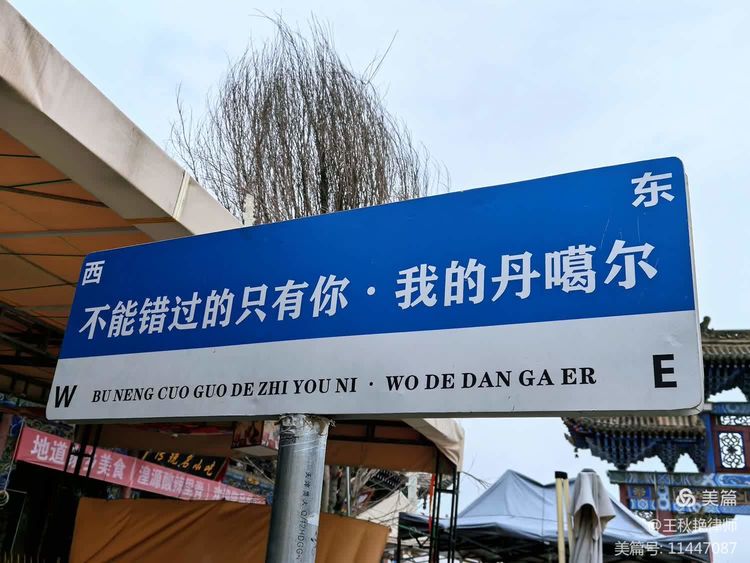 西
东
不能错过的只有你·我的丹噶尔
W
BU NENG CUO GUO DE ZHI YOU NI · WO DE DAN GA ER
E
地道
美食
湟源
美篇
@王秋艳律师
美篇号: 11447087